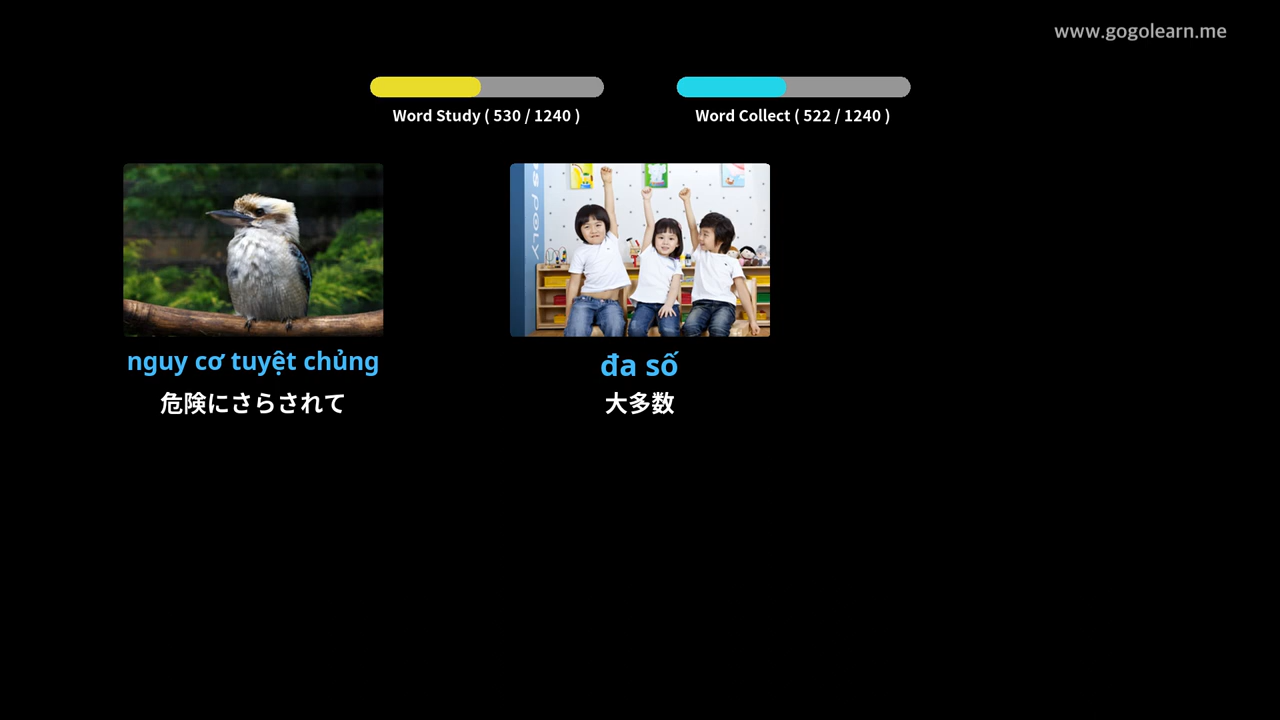 www.gogolearn.me
Word Study ( 530 / 1240 )
Word Collect ( 522 / 1240 )
nguy cơ tuyệt chủng
危険にさらされて
đa số
大多数